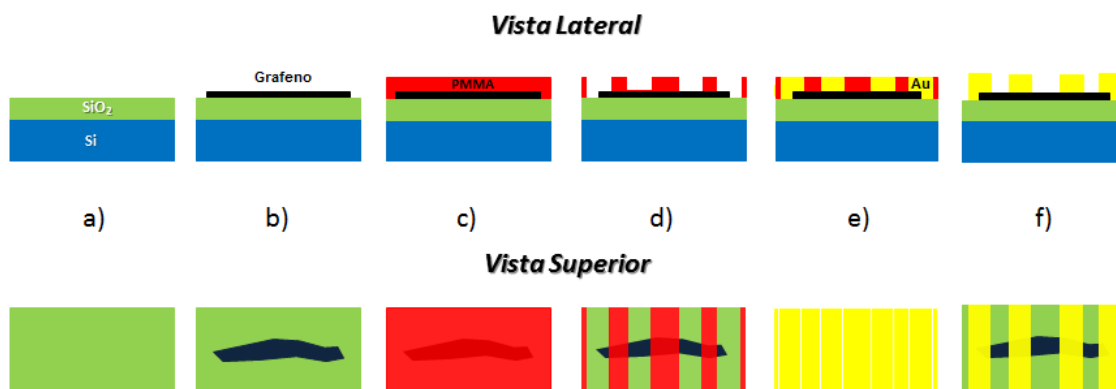 Vista Lateral
Grafeno
PMMA
Au
SiO₂
Si
a) b) c) d) e) f)
Vista Superior